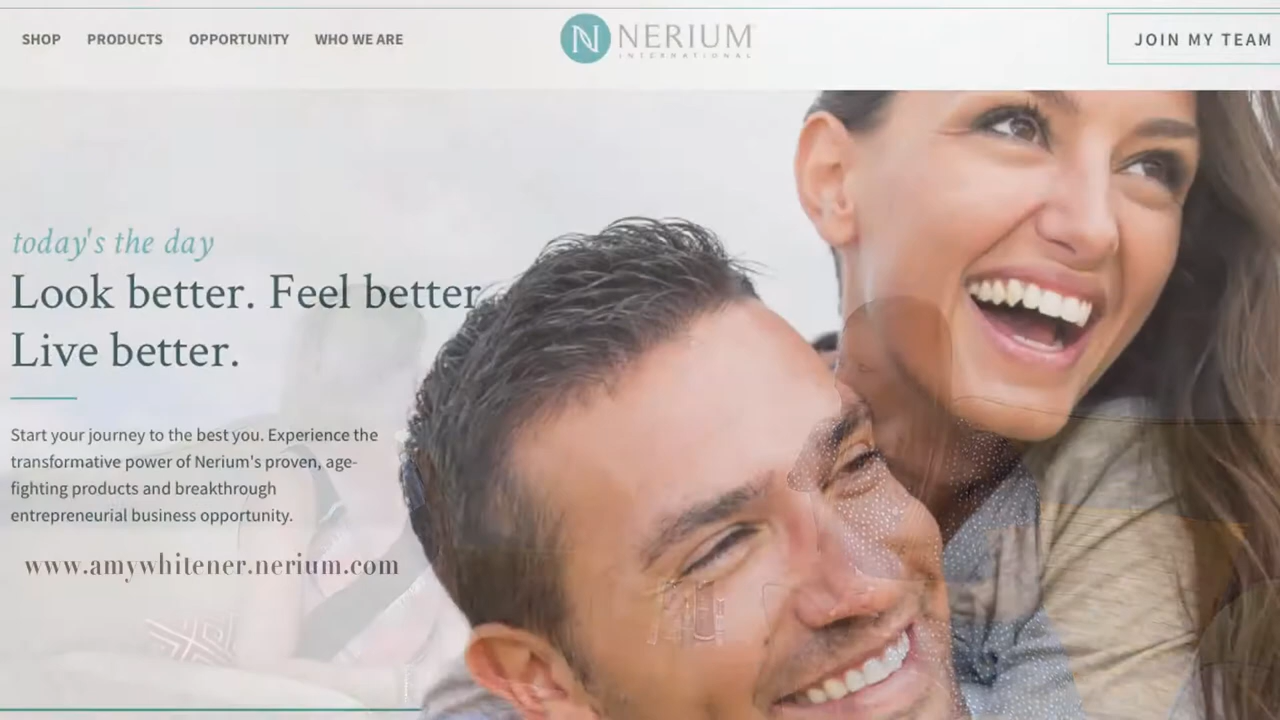 SHOP PRODUCTS OPPORTUNITY WHO WE ARE
N NERIUM
INTERNATIONAL
JOIN MY TEAM
today's the day
Look better. Feel better.
Live better.
Start your journey to the best you. Experience the
transformative power of Nerium's proven, age-
fighting products and breakthrough
entrepreneurial business opportunity.
www.amywhitener.nerium.com